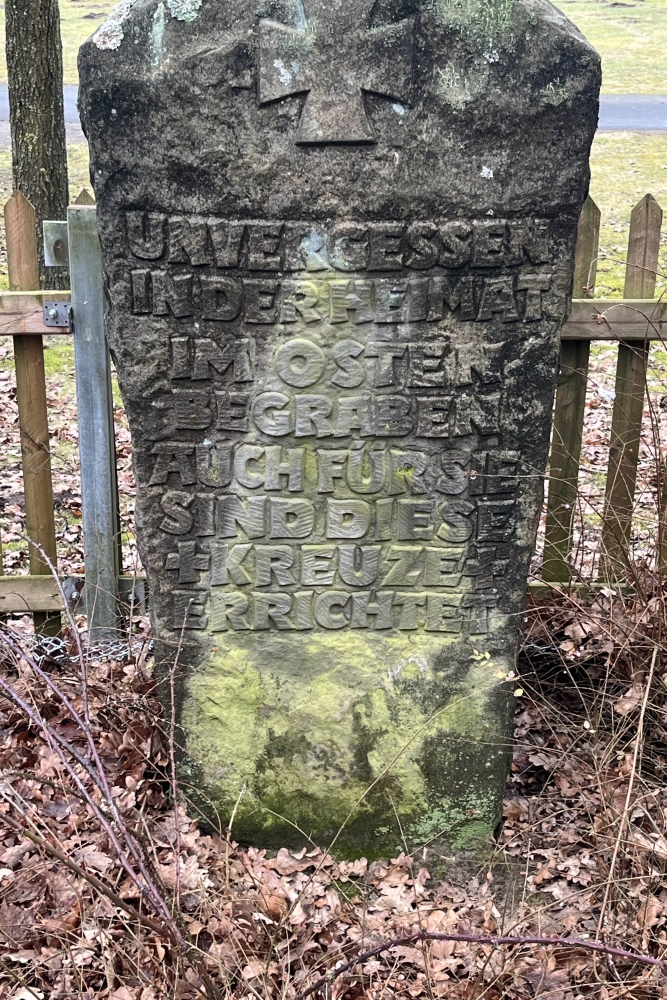 UNVERGESSEN
IN DER HEIMAT
IM OSTEN
BEGRABEN
AUCH FÜR SIE
SIND DIESE
+ KREUZE +
ERRICHTET